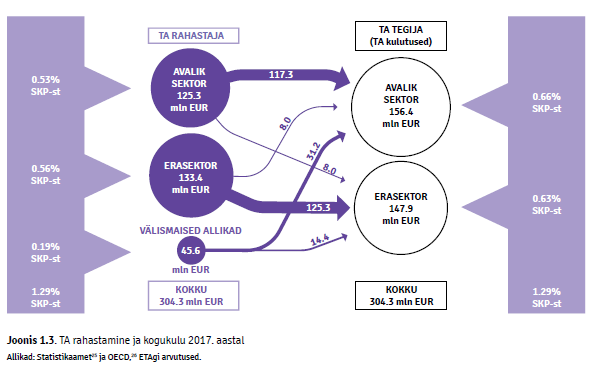 TA RAHASTAJA
TA TEGIJA
(TA kulutused)
0.53%
SKP-st
AVALIK
SEKTOR
125.3
mln EUR
117.3
AVALIK
SEKTOR
156.4
mln EUR
0.66%
SKP-st
8.0
31.2
0.56%
SKP-st
ERASEKTOR
133.4
mln EUR
8.0
125.3
ERASEKTOR
147.9
mln EUR
0.63%
SKP-st
VÄLISMAISED ALLIKAD
0.19%
SKP-st
45.6
mln EUR
14.4
1.29%
SKP-st
KOKKU
304.3 mln EUR
KOKKU
304.3 mln EUR
1.29%
SKP-st
Joonis 1.3. TA rahastamine ja kogukulu 2017. aastal
Allikad: Statistikaamet²⁵ ja OECD,²⁶ ETAgi arvutused.